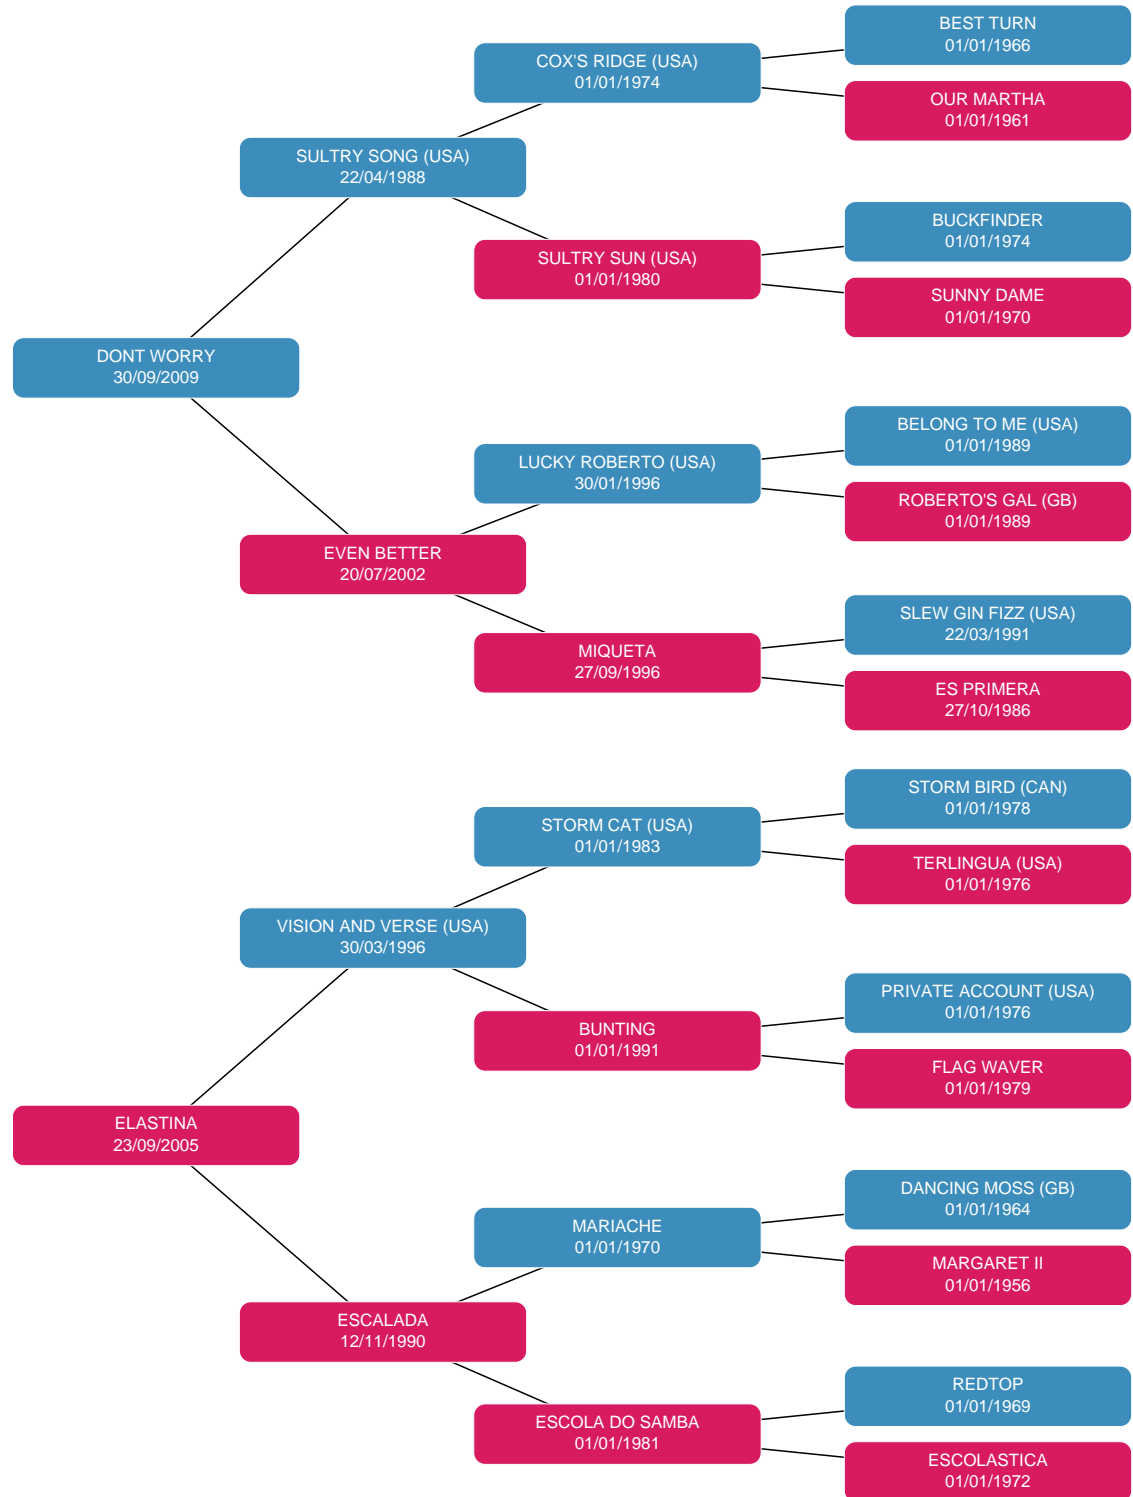 BEST TURN
01/01/1966
COX'S RIDGE (USA)
01/01/1974
OUR MARTHA
01/01/1961
SULTRY SONG (USA)
22/04/1988
BUCKFINDER
01/01/1974
SULTRY SUN (USA)
01/01/1980
SUNNY DAME
01/01/1970
DONT WORRY
30/09/2009
BELONG TO ME (USA)
01/01/1989
LUCKY ROBERTO (USA)
30/01/1996
ROBERTO'S GAL (GB)
01/01/1989
EVEN BETTER
20/07/2002
SLEW GIN FIZZ (USA)
22/03/1991
MIQUETA
27/09/1996
ES PRIMERA
27/10/1986
STORM BIRD (CAN)
01/01/1978
STORM CAT (USA)
01/01/1983
TERLINGUA (USA)
01/01/1976
VISION AND VERSE (USA)
30/03/1996
PRIVATE ACCOUNT (USA)
01/01/1976
BUNTING
01/01/1991
FLAG WAVER
01/01/1979
ELASTINA
23/09/2005
DANCING MOSS (GB)
01/01/1964
MARIACHE
01/01/1970
MARGARET II
01/01/1956
ESCALADA
12/11/1990
REDTOP
01/01/1969
ESCOLA DO SAMBA
01/01/1981
ESCOLASTICA
01/01/1972